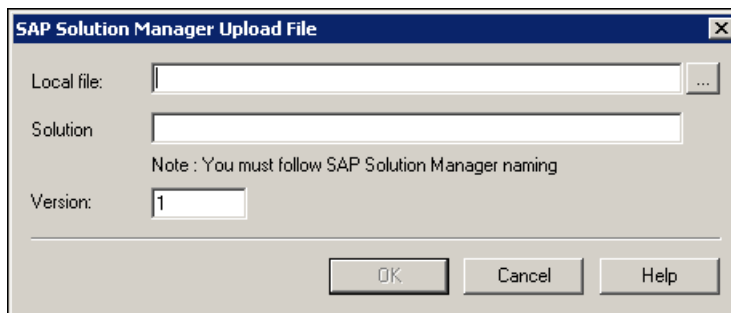 SAP Solution Manager Upload File
Local file:
...
Solution
Note : You must follow SAP Solution Manager naming
Version:
1
OK
Cancel
Help